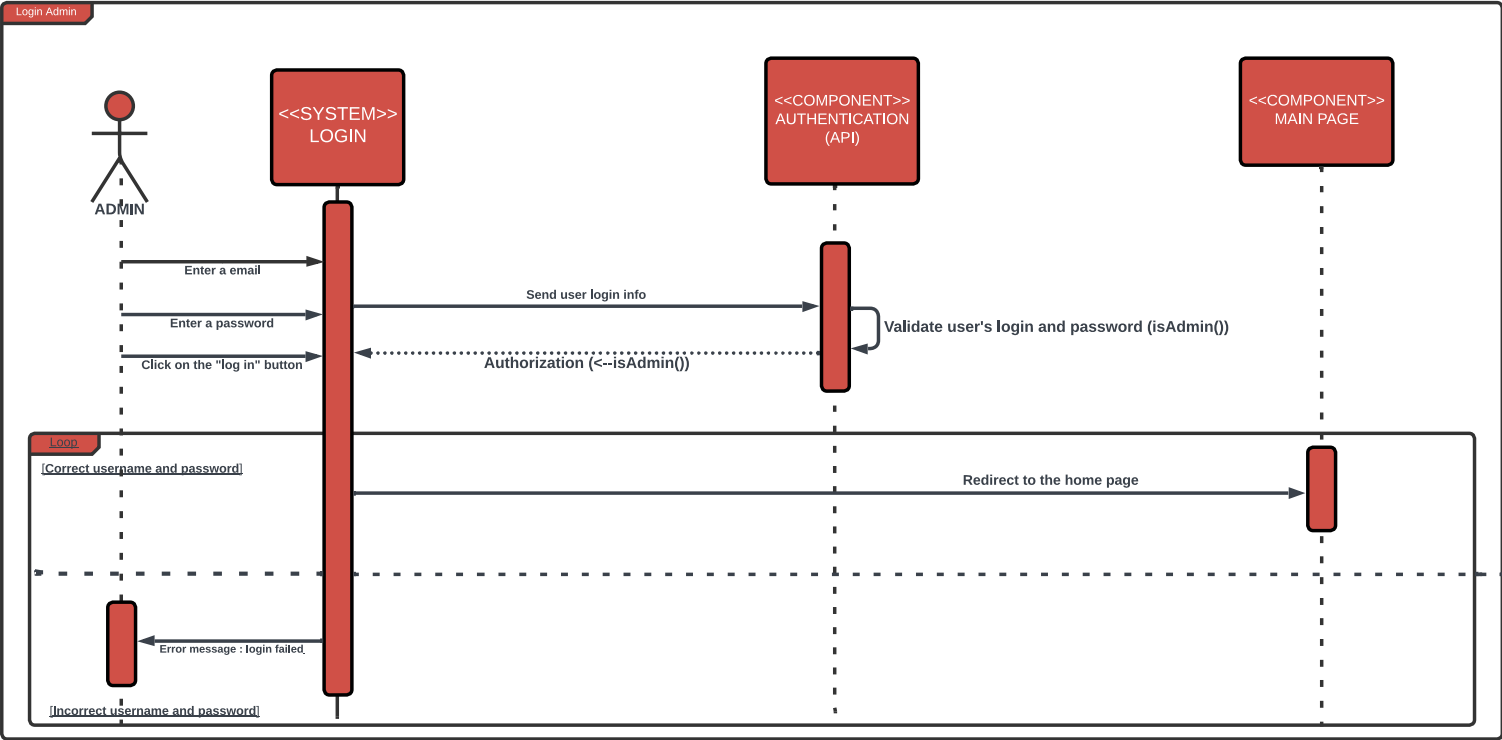 Login Admin
<<SYSTEM>>
LOGIN
<<COMPONENT>>
AUTHENTICATION
(API)
<<COMPONENT>>
MAIN PAGE
ADMIN
Enter a email
Send user login info
Enter a password
Validate user's login and password (isAdmin())
Click on the "log in" button
Authorization (<--isAdmin())
Loop
[Correct username and password]
Redirect to the home page
Error message : login failed
[Incorrect username and password]